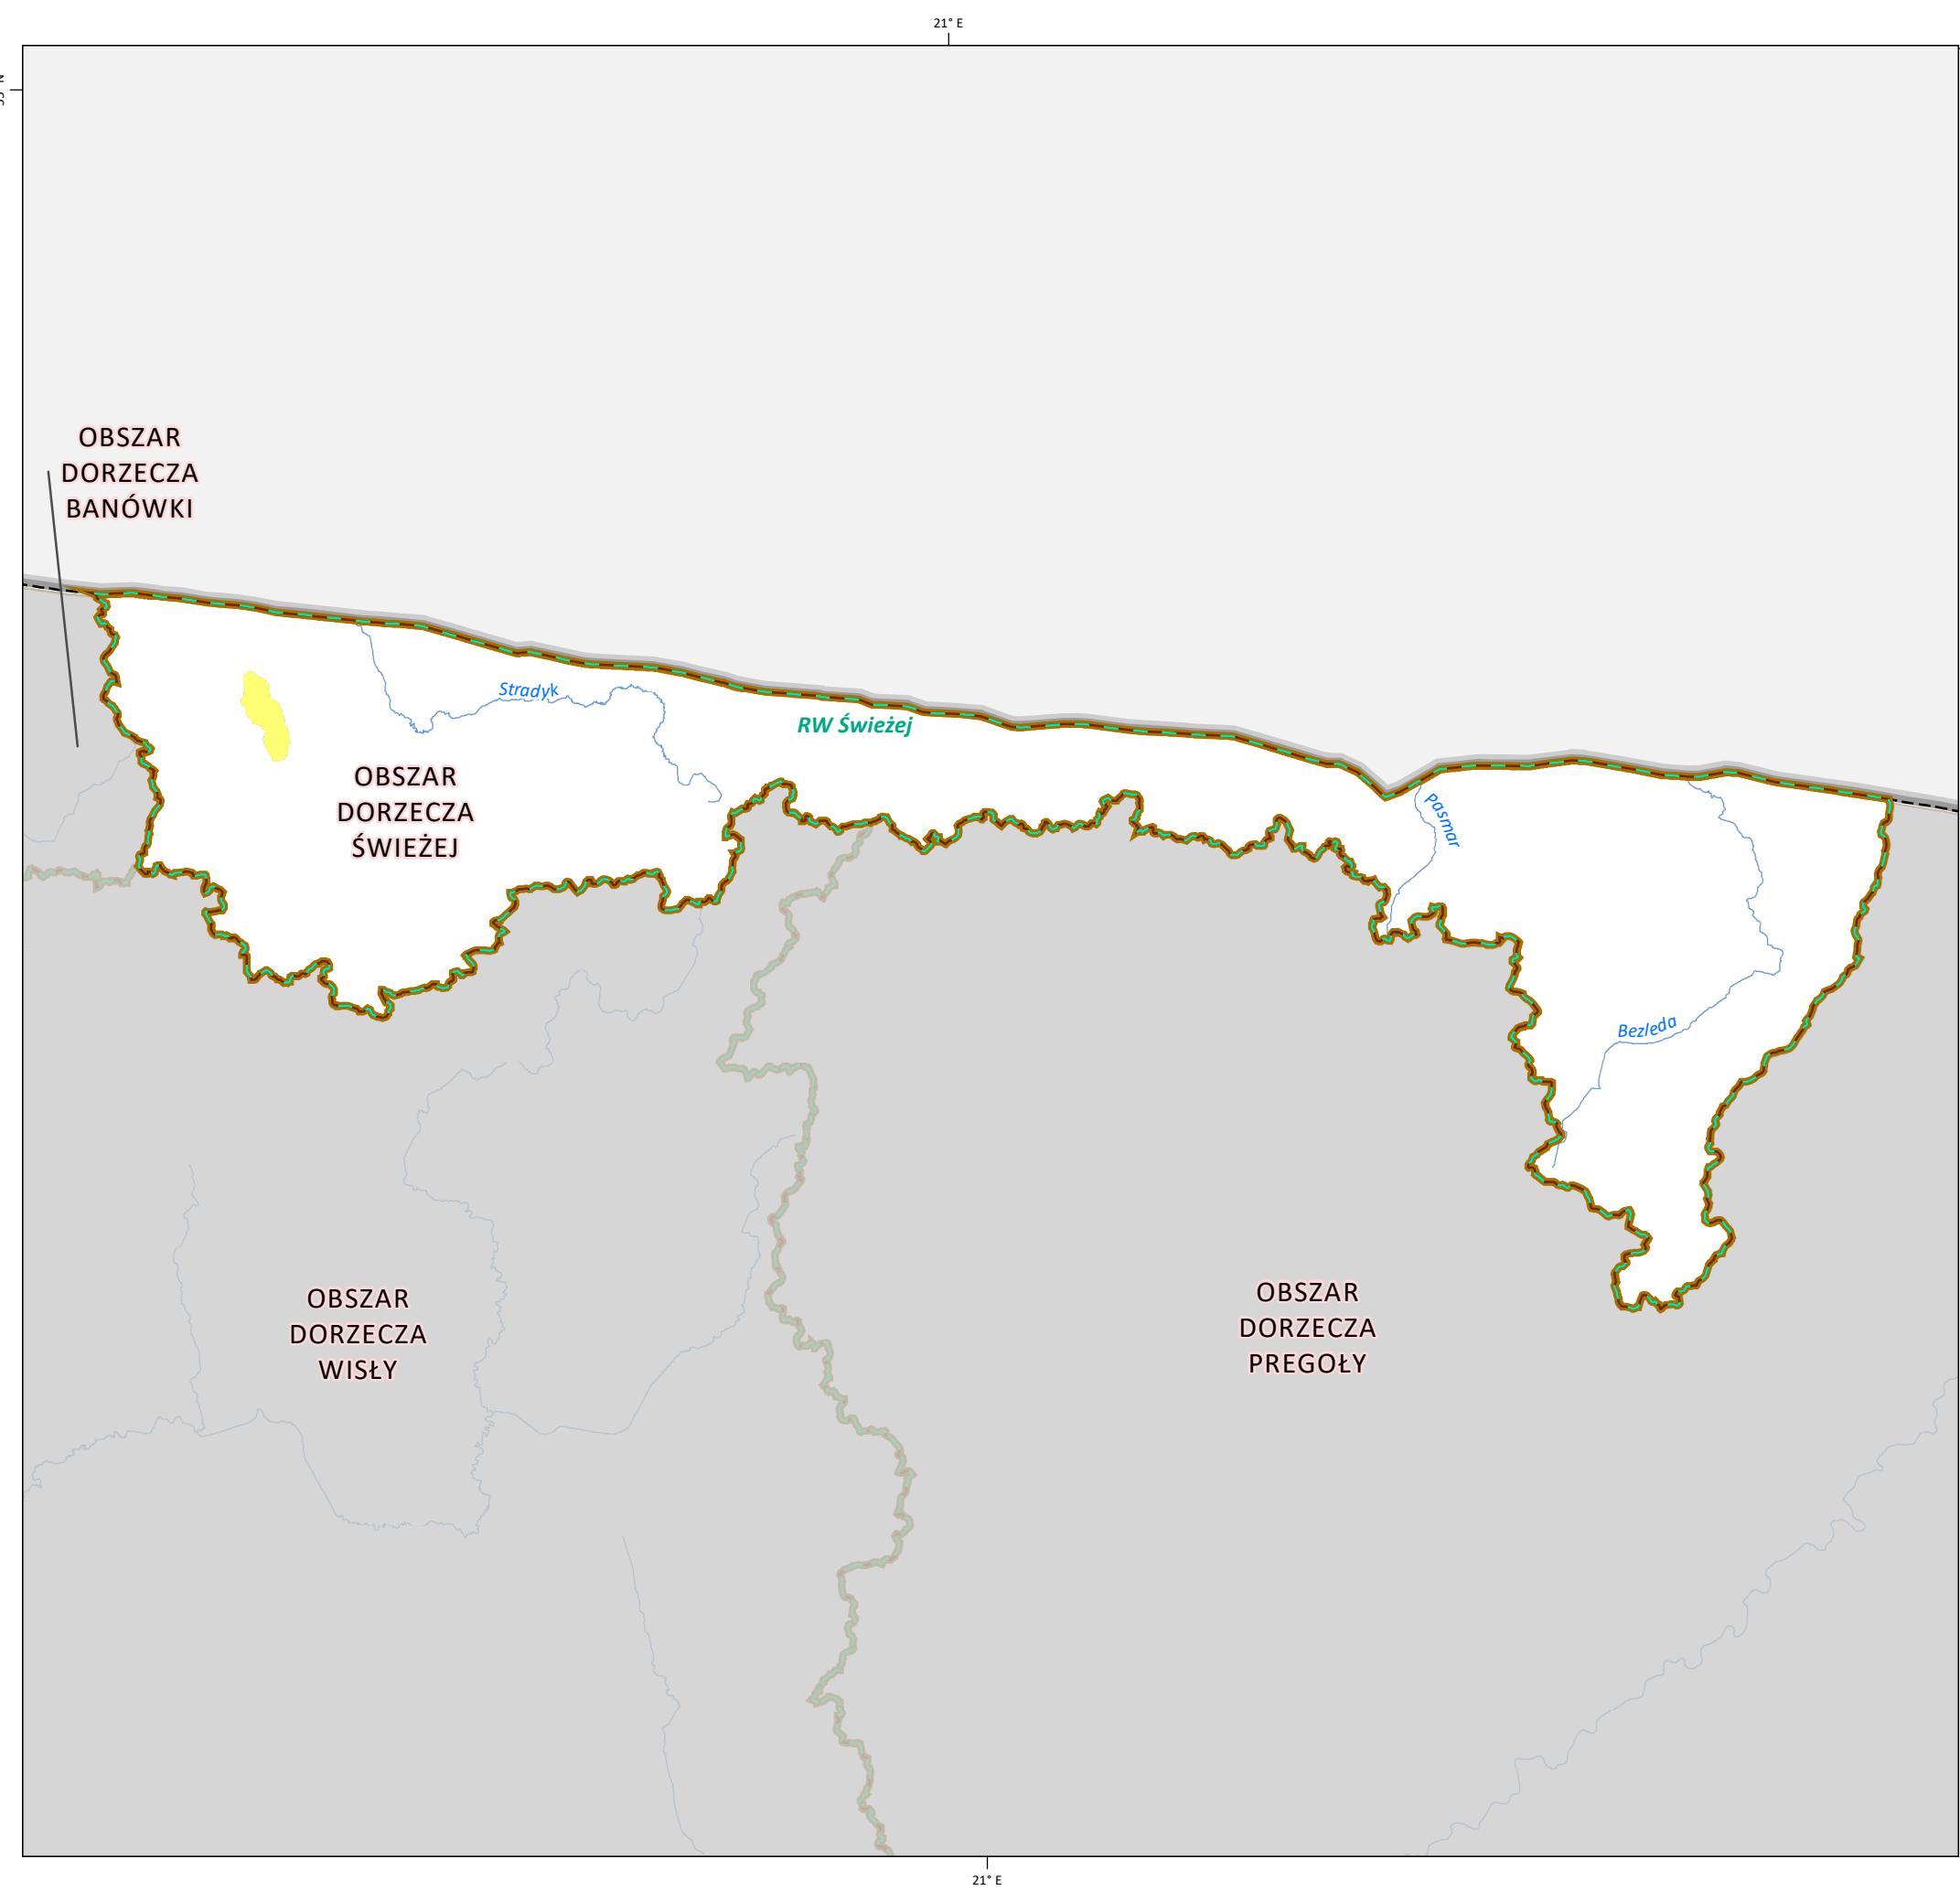 21° E
OBSZAR
DORZECZA
BANÓWKI
Stradyk
RW Świeżej
OBSZAR
DORZECZA
ŚWIEŻEJ
Pasmar
Bezleda
OBSZAR
DORZECZA
WISŁY
OBSZAR
DORZECZA
PREGOŁY
21° E